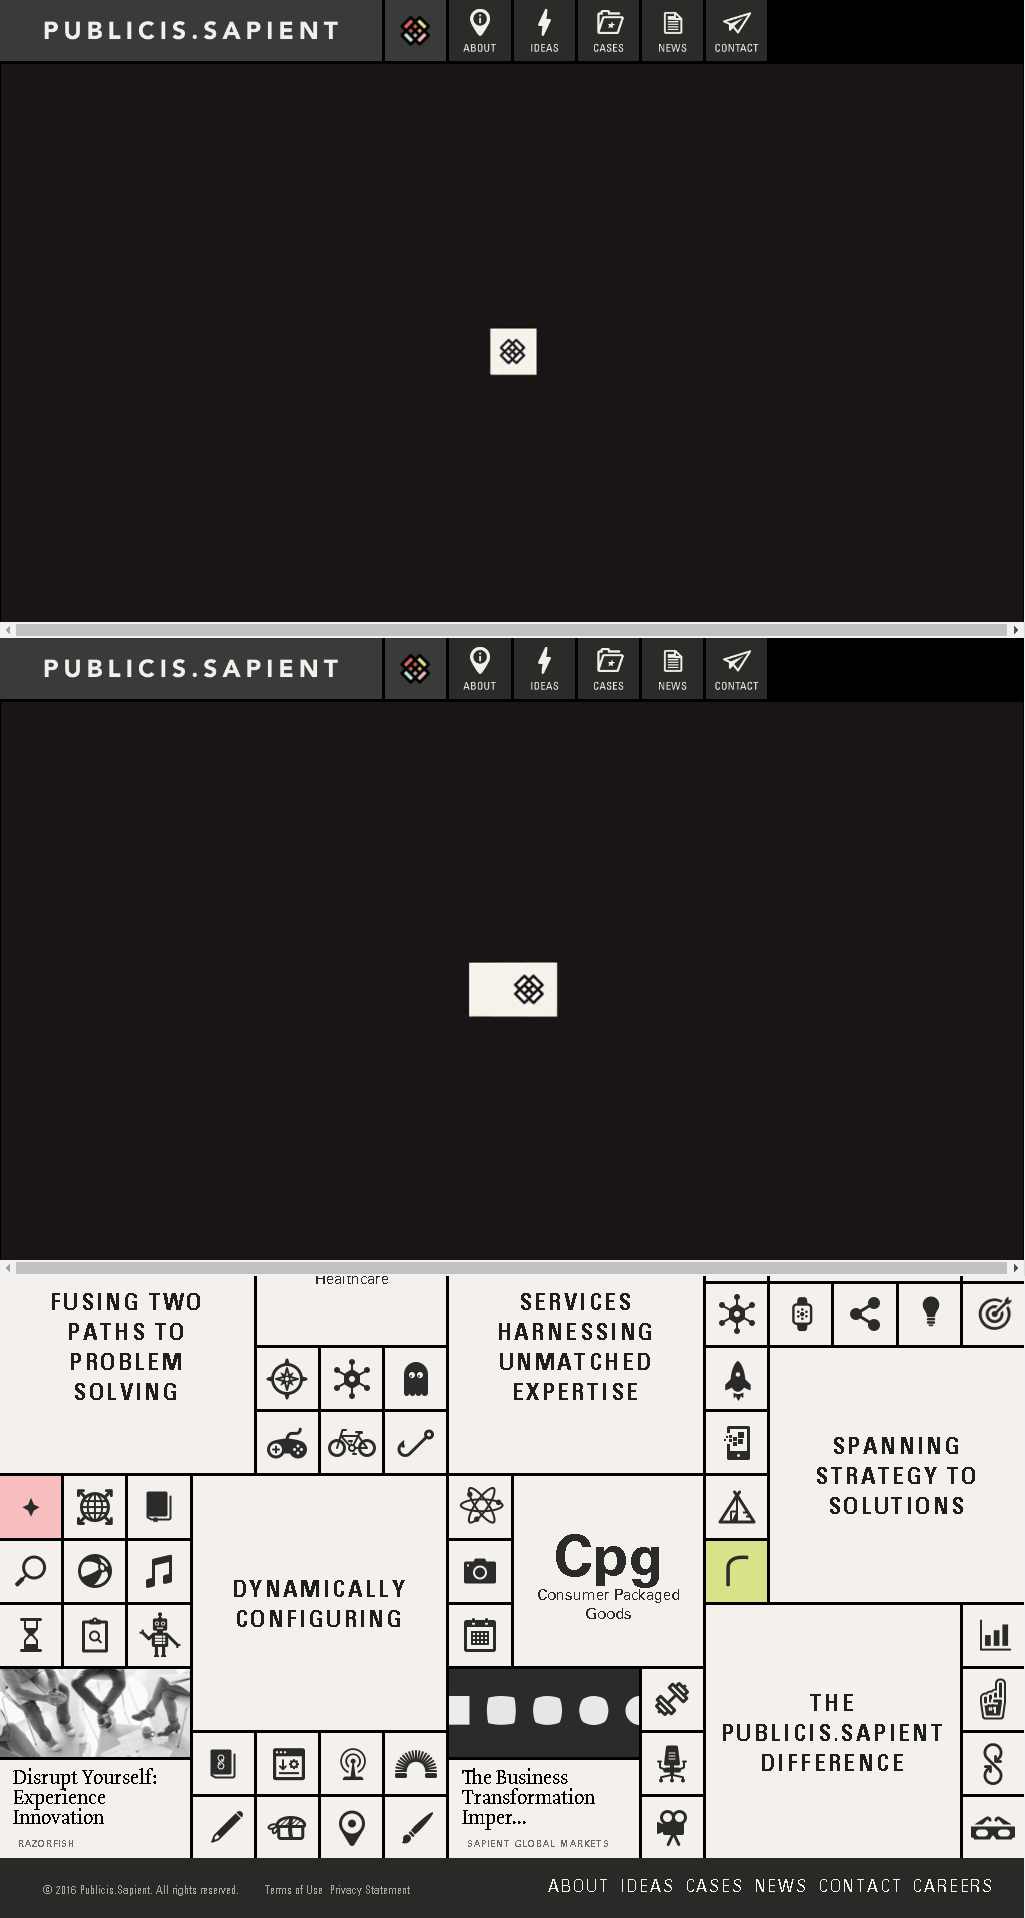 PUBLICIS.SAPIENT
ABOUT
IDEAS
CASES
NEWS
CONTACT
PUBLICIS.SAPIENT
ABOUT
IDEAS
CASES
NEWS
CONTACT
Healthcare
FUSING TWO
PATHS TO
PROBLEM
SOLVING
SERVICES
HARNESSING
UNMATCHED
EXPERTISE
SPANNING
STRATEGY TO
SOLUTIONS
DYNAMICALLY
CONFIGURING
Cpg
Consumer Packaged
Goods
THE
PUBLICIS.SAPIENT
DIFFERENCE
Disrupt Yourself:
Experience
Innovation
RAZORFISH
The Business
Transformation
Imper...
SAPIENT GLOBAL MARKETS
© 2016 Publicis.Sapient. All rights reserved.
Terms of Use Privacy Statement
ABOUT IDEAS CASES NEWS CONTACT CAREERS